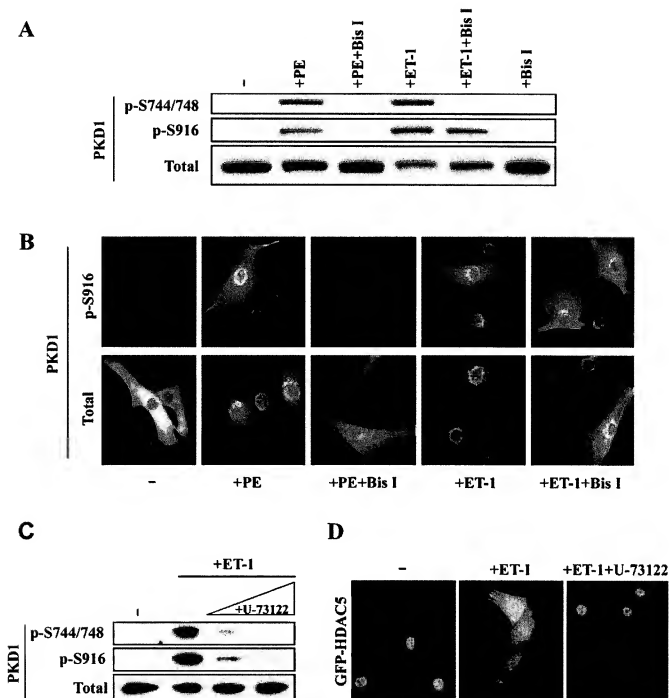 A
– +PE +PE+Bis I +ET-1 +ET-1+Bis I +Bis I
PKD1
p-S744/748
p-S916
Total
B
PKD1
p-S916
Total
– +PE +PE+Bis I +ET-1 +ET-1+Bis I
C
+ET-1
– +U-73122
PKD1
p-S744/748
p-S916
Total
D
– +ET-1 +ET-1+U-73122
GFP-HDAC5